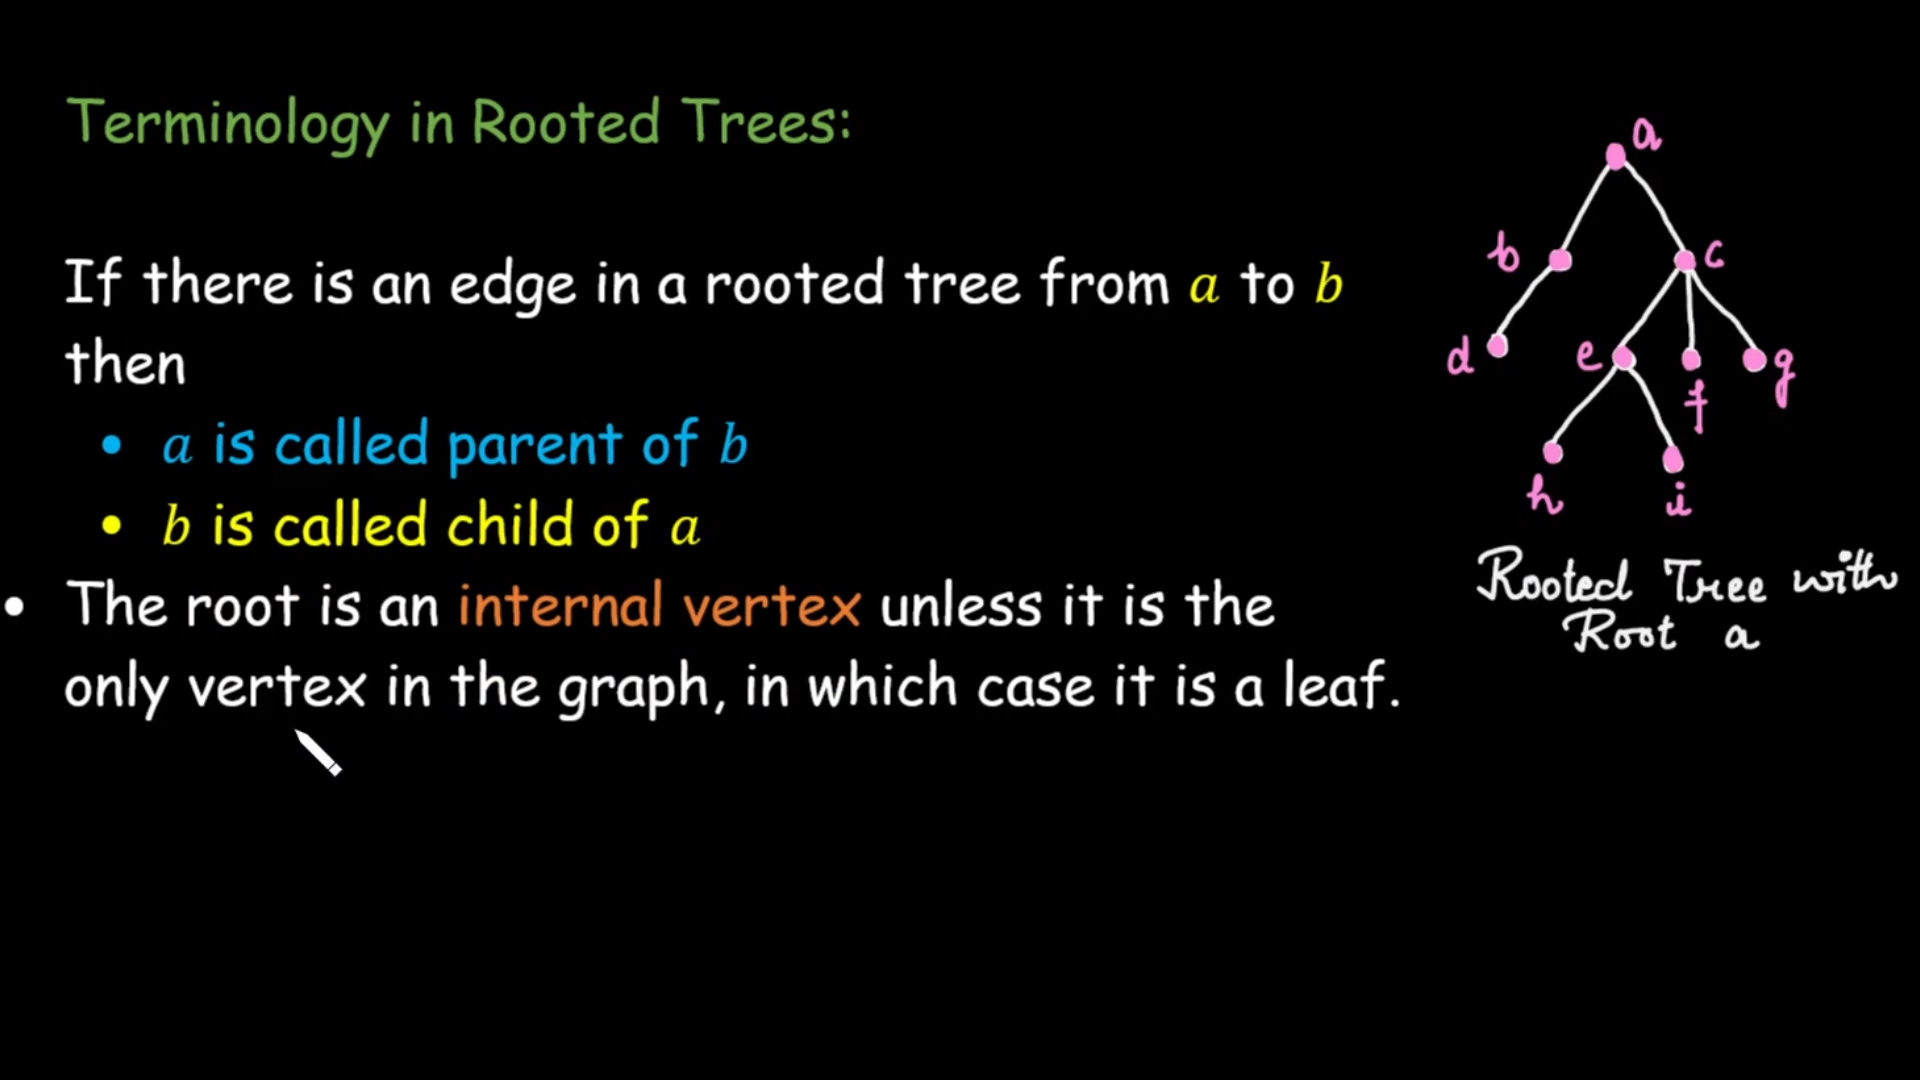 Terminology in Rooted Trees:
If there is an edge in a rooted tree from a to b
then
• a is called parent of b
• b is called child of a
• The root is an internal vertex unless it is the
only vertex in the graph, in which case it is a leaf.
a
b c
d e f g
h i
Rooted Tree with
Root a